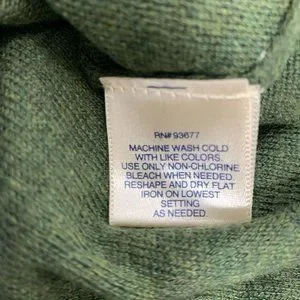 RN# 93677
MACHINE WASH COLD
WITH LIKE COLORS.
USE ONLY NON-CHLORINE
BLEACH WHEN NEEDED.
RESHAPE AND DRY FLAT
IRON ON LOWEST
SETTING
AS NEEDED.